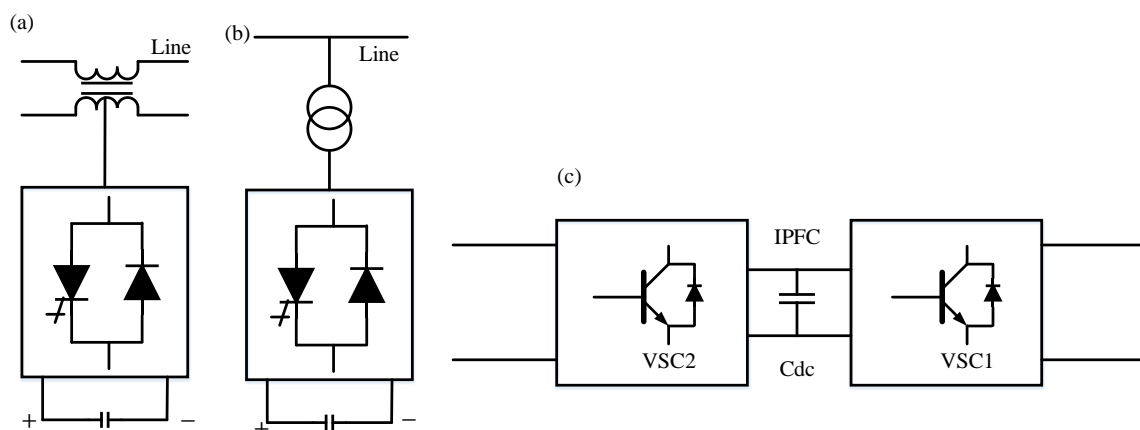 (a)
Line
+ −
(b)
Line
+ −
(c)
IPFC
VSC2
Cdc
VSC1